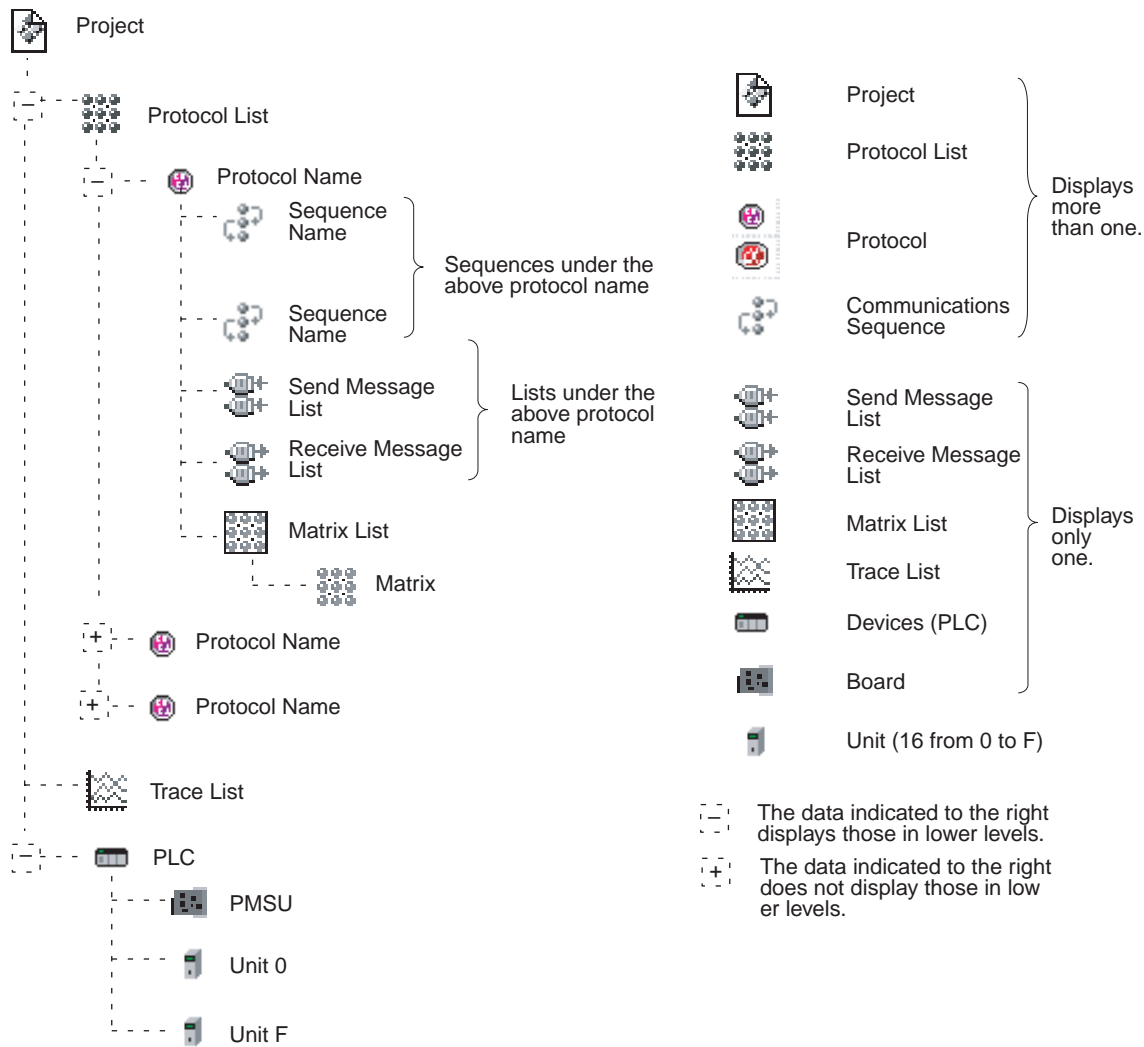 Project
Protocol List
Protocol Name
Sequence
Name
Sequences under the
above protocol name
Sequence
Name
Send Message
List
Lists under the
above protocol
name
Receive Message
List
Matrix List
Matrix
+
Protocol Name
+
Protocol Name
Trace List
PLC
PMSU
Unit 0
Unit F
Project
Protocol List
Protocol
Communications
Sequence
Displays
more
than one.
Send Message
List
Receive Message
List
Matrix List
Trace List
Devices (PLC)
Board
Displays
only
one.
Unit (16 from 0 to F)
− The data indicated to the right
displays those in lower levels.
+ The data indicated to the right
does not display those in low
er levels.